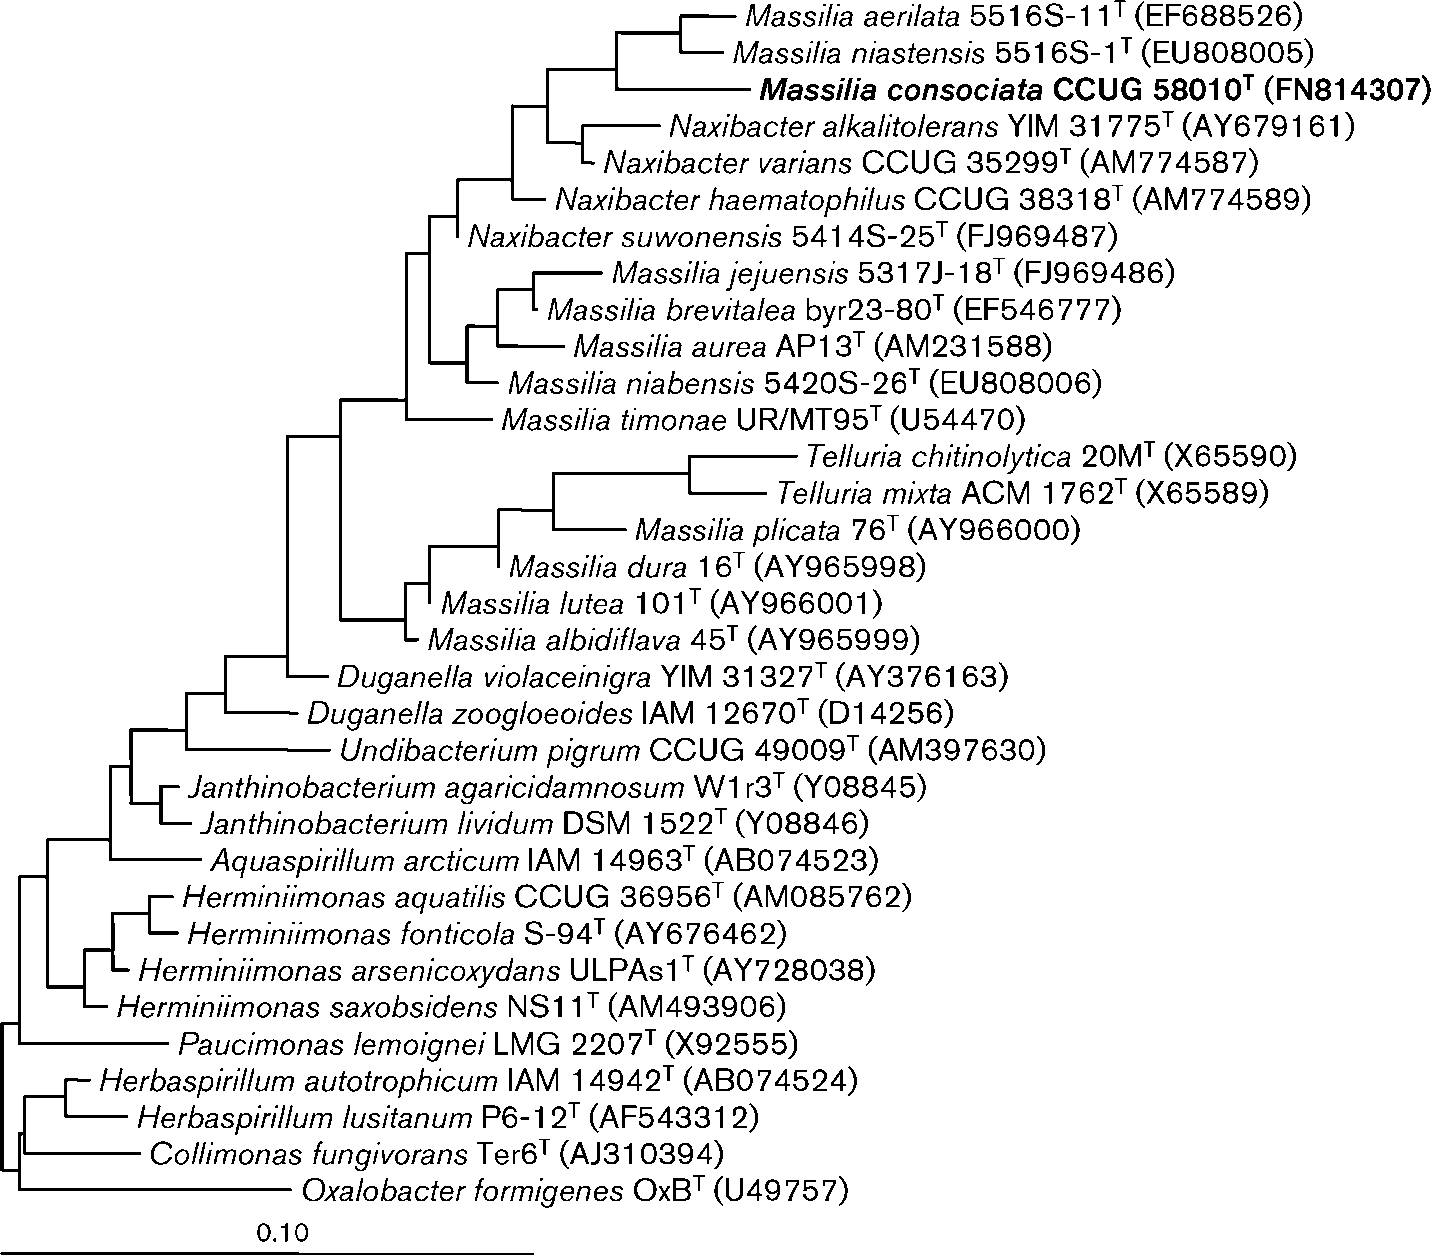 Massilia aerilata 5516S-11ᵀ (EF688526)
Massilia niastensis 5516S-1ᵀ (EU808005)
Massilia consociata CCUG 58010ᵀ (FN814307)
Naxibacter alkalitolerans YIM 31775ᵀ (AY679161)
Naxibacter varians CCUG 35299ᵀ (AM774587)
Naxibacter haematophilus CCUG 38318ᵀ (AM774589)
Naxibacter suwonensis 5414S-25ᵀ (FJ969487)
Massilia jejuensis 5317J-18ᵀ (FJ969486)
Massilia brevitalea byr23-80ᵀ (EF546777)
Massilia aurea AP13ᵀ (AM231588)
Massilia niabensis 5420S-26ᵀ (EU808006)
Massilia timonae UR/MT95ᵀ (U54470)
Telluria chitinolytica 20Mᵀ (X65590)
Telluria mixta ACM 1762ᵀ (X65589)
Massilia plicata 76ᵀ (AY966000)
Massilia dura 16ᵀ (AY965998)
Massilia lutea 101ᵀ (AY966001)
Massilia albidiflava 45ᵀ (AY965999)
Duganella violaceinigra YIM 31327ᵀ (AY376163)
Duganella zoogloeoides IAM 12670ᵀ (D14256)
Undibacterium pigrum CCUG 49009ᵀ (AM397630)
Janthinobacterium agaricidamnosum W1r3ᵀ (Y08845)
Janthinobacterium lividum DSM 1522ᵀ (Y08846)
Aquaspirillum arcticum IAM 14963ᵀ (AB074523)
Herminiimonas aquatilis CCUG 36956ᵀ (AM085762)
Herminiimonas fonticola S-94ᵀ (AY676462)
Herminiimonas arsenicoxydans ULPAs1ᵀ (AY728038)
Herminiimonas saxobsidens NS11ᵀ (AM493906)
Paucimonas lemoignei LMG 2207ᵀ (X92555)
Herbaspirillum autotrophicum IAM 14942ᵀ (AB074524)
Herbaspirillum lusitanum P6-12ᵀ (AF543312)
Collimonas fungivorans Ter6ᵀ (AJ310394)
Oxalobacter formigenes OxBᵀ (U49757)
0.10